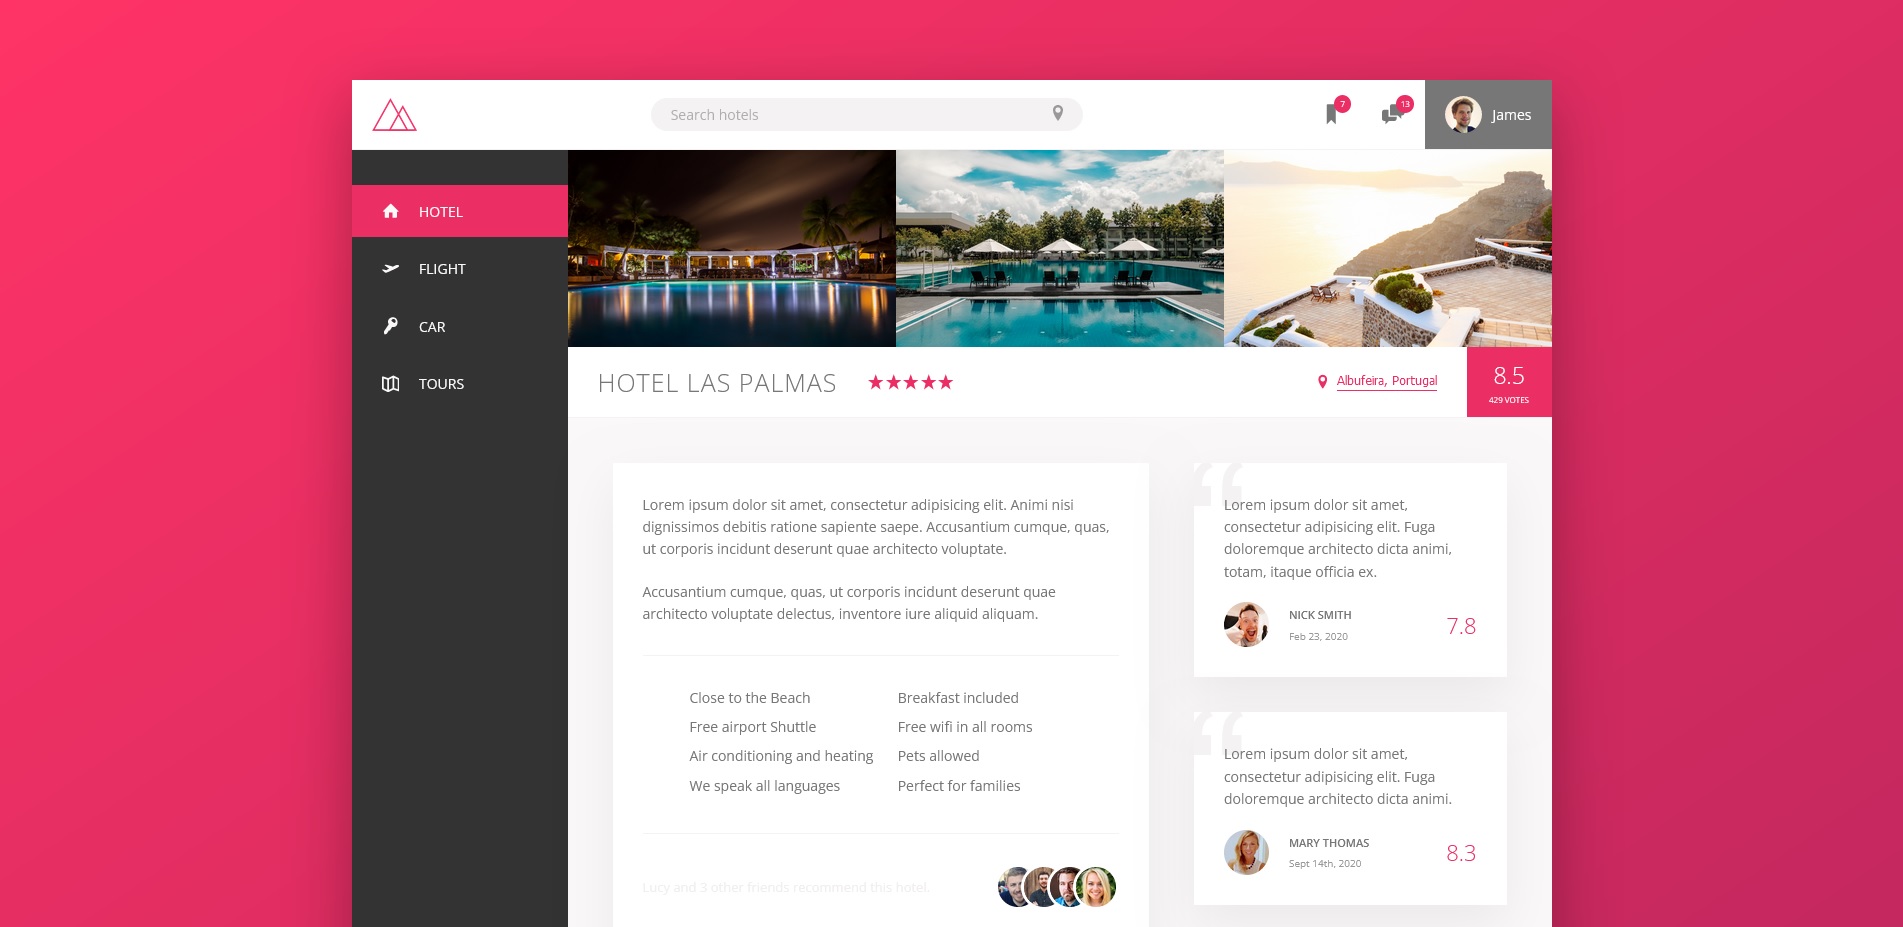 Search hotels
7
13
James
HOTEL
FLIGHT
CAR
TOURS
HOTEL LAS PALMAS
Albufeira, Portugal
8.5
429 VOTES
Lorem ipsum dolor sit amet, consectetur adipisicing elit. Animi nisi
dignissimos debitis ratione sapiente saepe. Accusantium cumque, quas,
ut corporis incidunt deserunt quae architecto voluptate.
Accusantium cumque, quas, ut corporis incidunt deserunt quae
architecto voluptate delectus, inventore iure aliquid aliquam.
Close to the Beach
Free airport Shuttle
Air conditioning and heating
We speak all languages
Breakfast included
Free wifi in all rooms
Pets allowed
Perfect for families
Lucy and 3 other friends recommend this hotel.
“
Lorem ipsum dolor sit amet,
consectetur adipisicing elit. Fuga
doloremque architecto dicta animi,
totam, itaque officia ex.
NICK SMITH
Feb 23, 2020
7.8
“
Lorem ipsum dolor sit amet,
consectetur adipisicing elit. Fuga
doloremque architecto dicta animi.
MARY THOMAS
Sept 14th, 2020
8.3